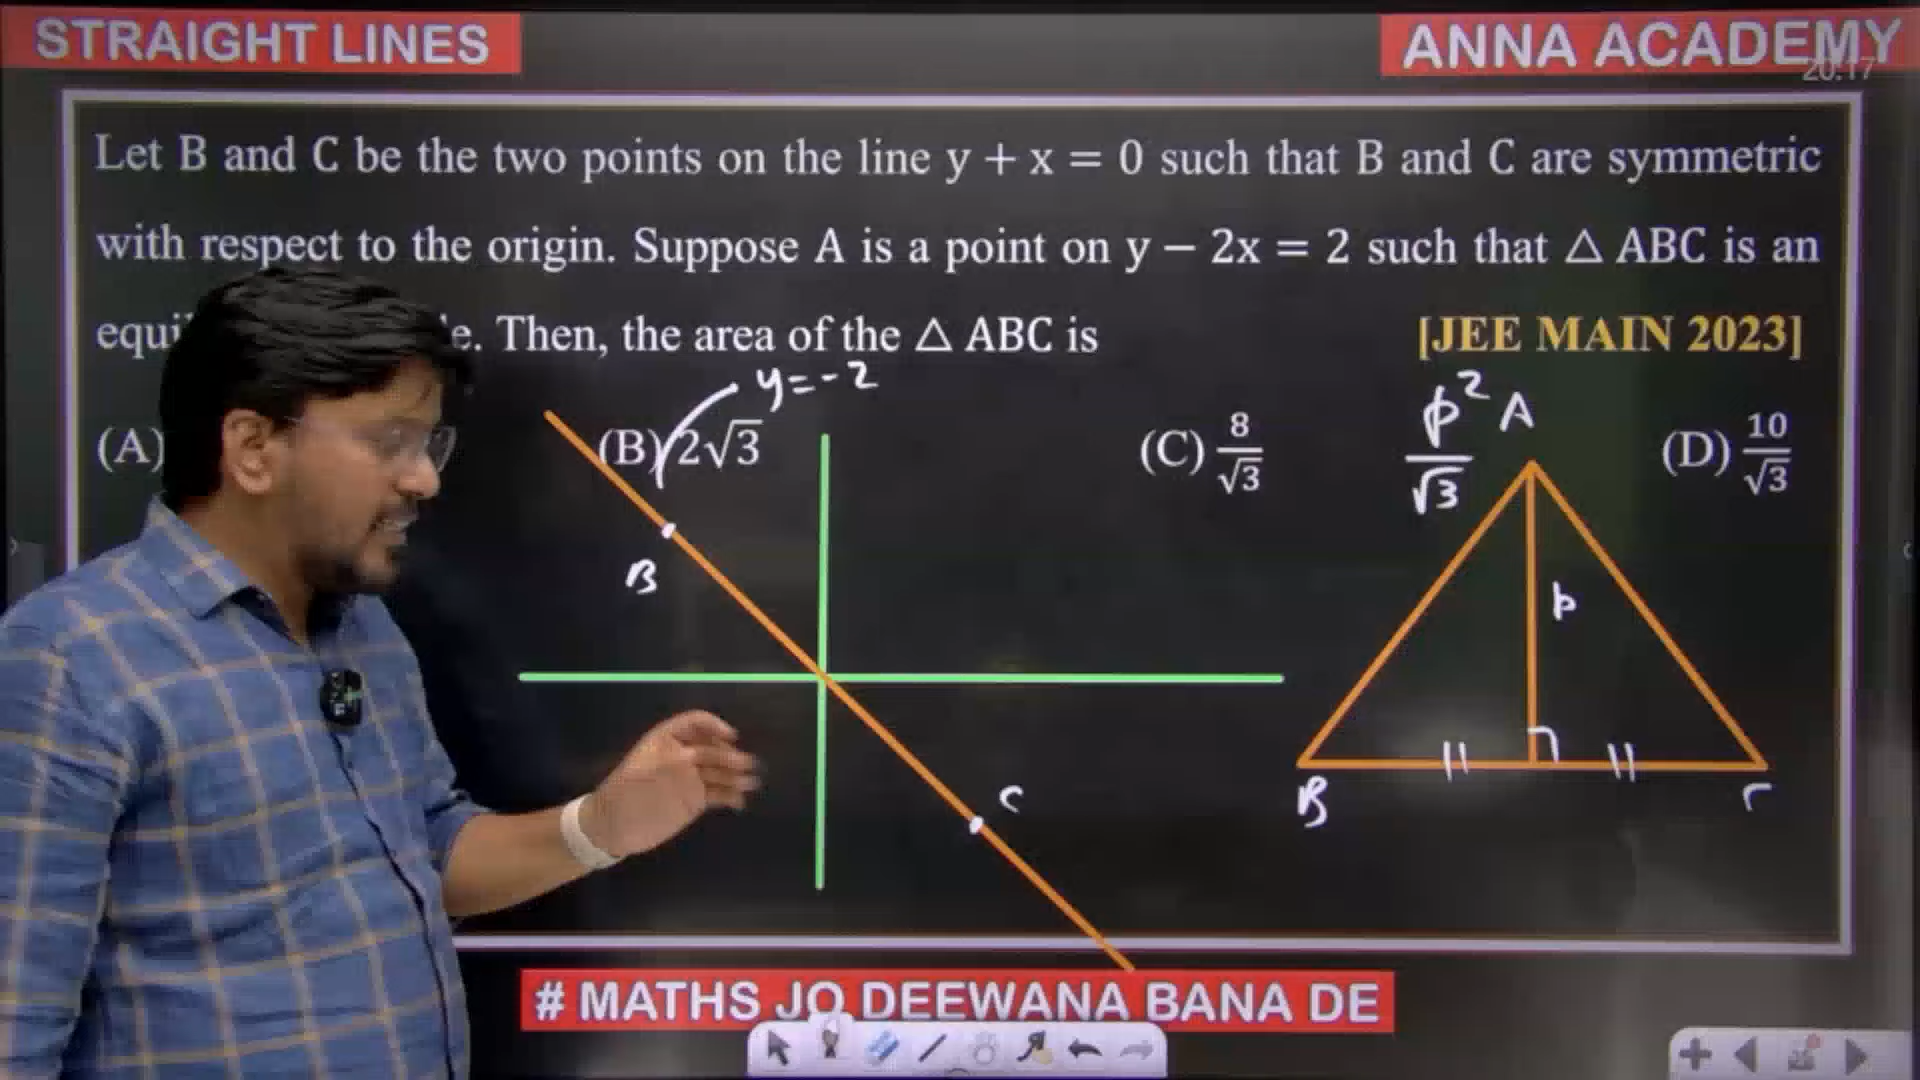 STRAIGHT LINES
ANNA ACADEMY
20:17
Let B and C be the two points on the line y + x = 0 such that B and C are symmetric
with respect to the origin. Suppose A is a point on y − 2x = 2 such that △ ABC is an
Then, the area of the △ ABC is [JEE MAIN 2023]
y=-2
(A) (B) 2√3 (C) 8/√3 p²/√3 (D) 10/√3
A
B
p
C
B
# MATHS JO DEEWANA BANA DE